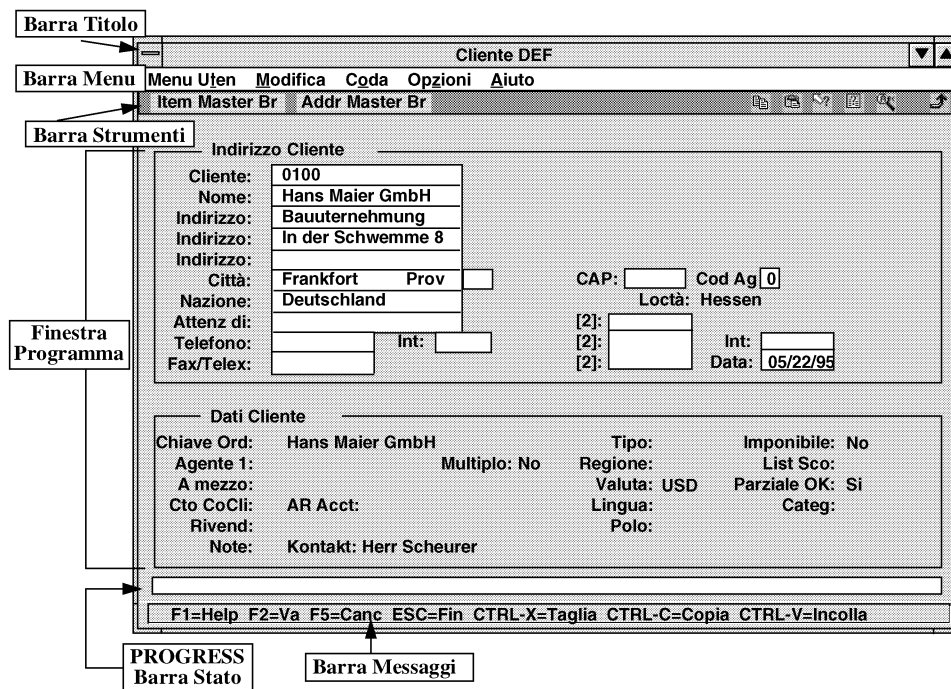 Barra Titolo
Cliente DEF
Barra Menu
Menu Uten Modifica Coda Opzioni Aiuto
Item Master Br Addr Master Br
Barra Strumenti
Indirizzo Cliente
Cliente: 0100
Nome: Hans Maier GmbH
Indirizzo: Bauuternehmung
Indirizzo: In der Schwemme 8
Indirizzo:
Città: Frankfort Prov CAP: Cod Ag 0
Nazione: Deutschland Loctà: Hessen
Attenz di: [2]:
Telefono: Int: [2]: Int:
Fax/Telex: [2]: Data: 05/22/95
Finestra
Programma
Dati Cliente
Chiave Ord: Hans Maier GmbH Tipo: Imponibile: No
Agente 1: Multiplo: No Regione: List Sco:
A mezzo: Valuta: USD Parziale OK: Si
Cto CoCli: AR Acct: Lingua: Categ:
Rivend: Polo:
Note: Kontakt: Herr Scheurer
F1=Help F2=Va F5=Canc ESC=Fin CTRL-X=Taglia CTRL-C=Copia CTRL-V=Incolla
PROGRESS
Barra Stato
Barra Messaggi